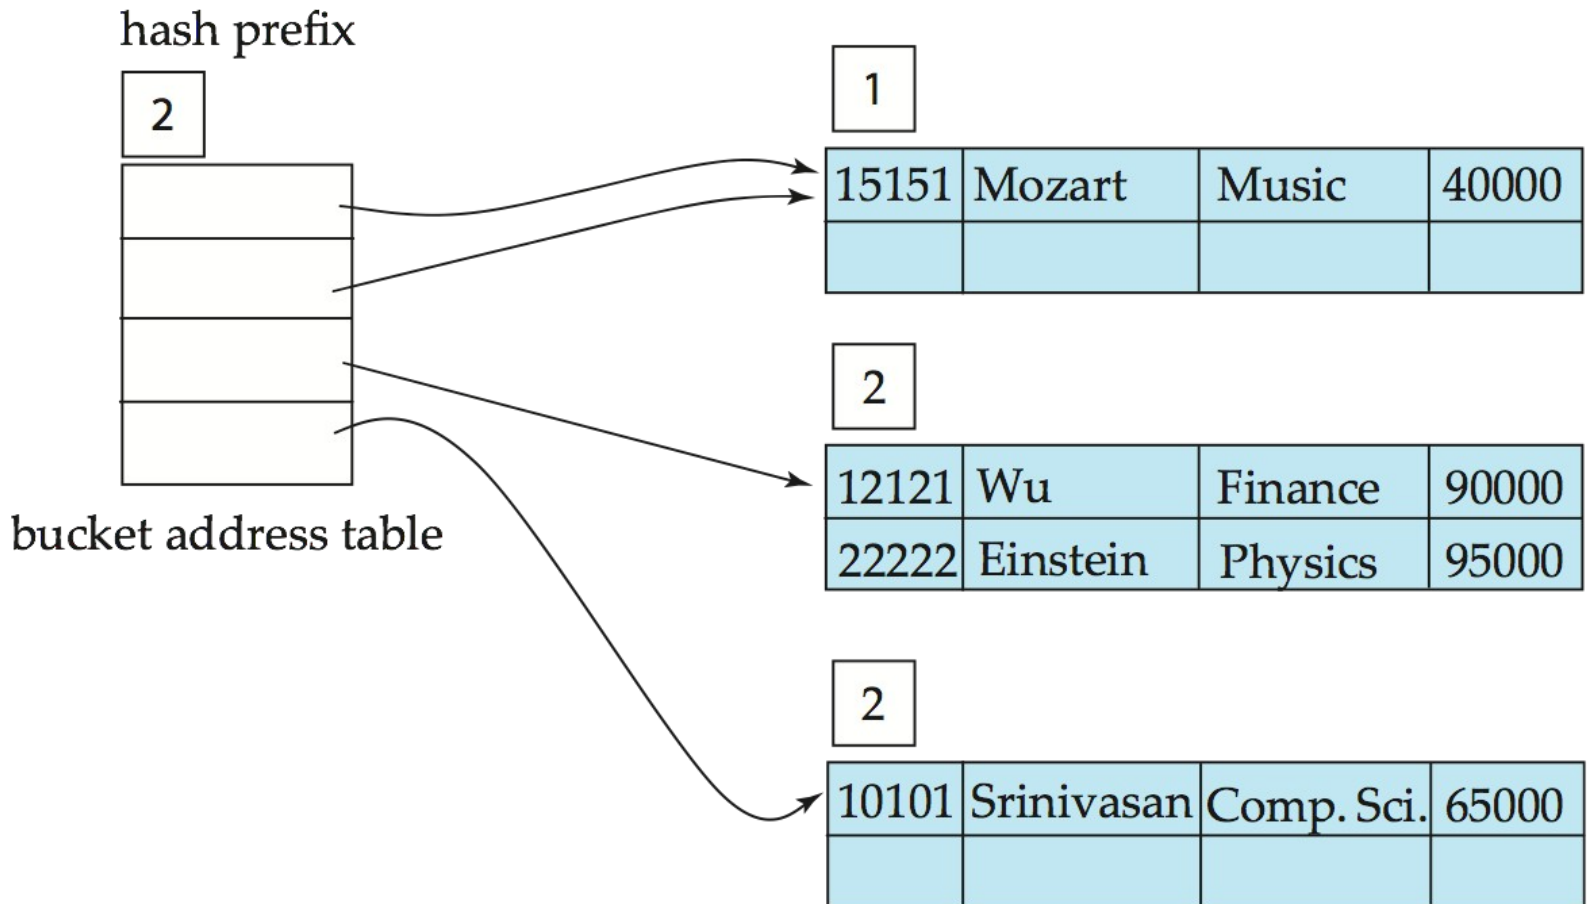 hash prefix
2
bucket address table
1
15151 Mozart Music 40000
2
12121 Wu Finance 90000
22222 Einstein Physics 95000
2
10101 Srinivasan Comp. Sci. 65000